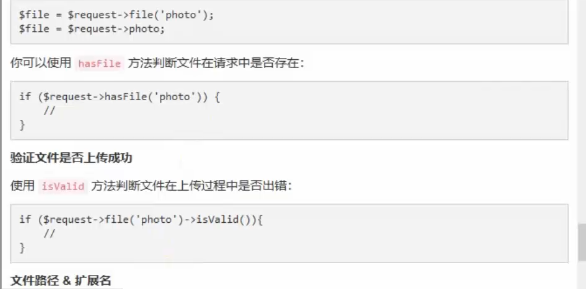 $file = $request->file('photo');
$file = $request->photo;
你可以使用 hasFile 方法判断文件在请求中是否存在：
if ($request->hasFile('photo')) {
    //
}
验证文件是否上传成功
使用 isValid 方法判断文件在上传过程中是否出错：
if ($request->file('photo')->isValid()){
    //
}
文件路径 & 扩展名